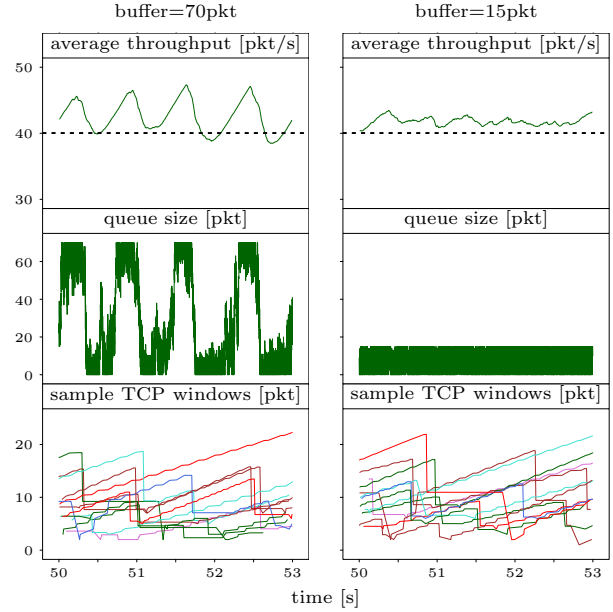 buffer=70pkt buffer=15pkt
average throughput [pkt/s] average throughput [pkt/s]
50
40
30
queue size [pkt] queue size [pkt]
60
40
20
0
sample TCP windows [pkt] sample TCP windows [pkt]
20
10
0
50 51 52 53 50 51 52 53
time [s]